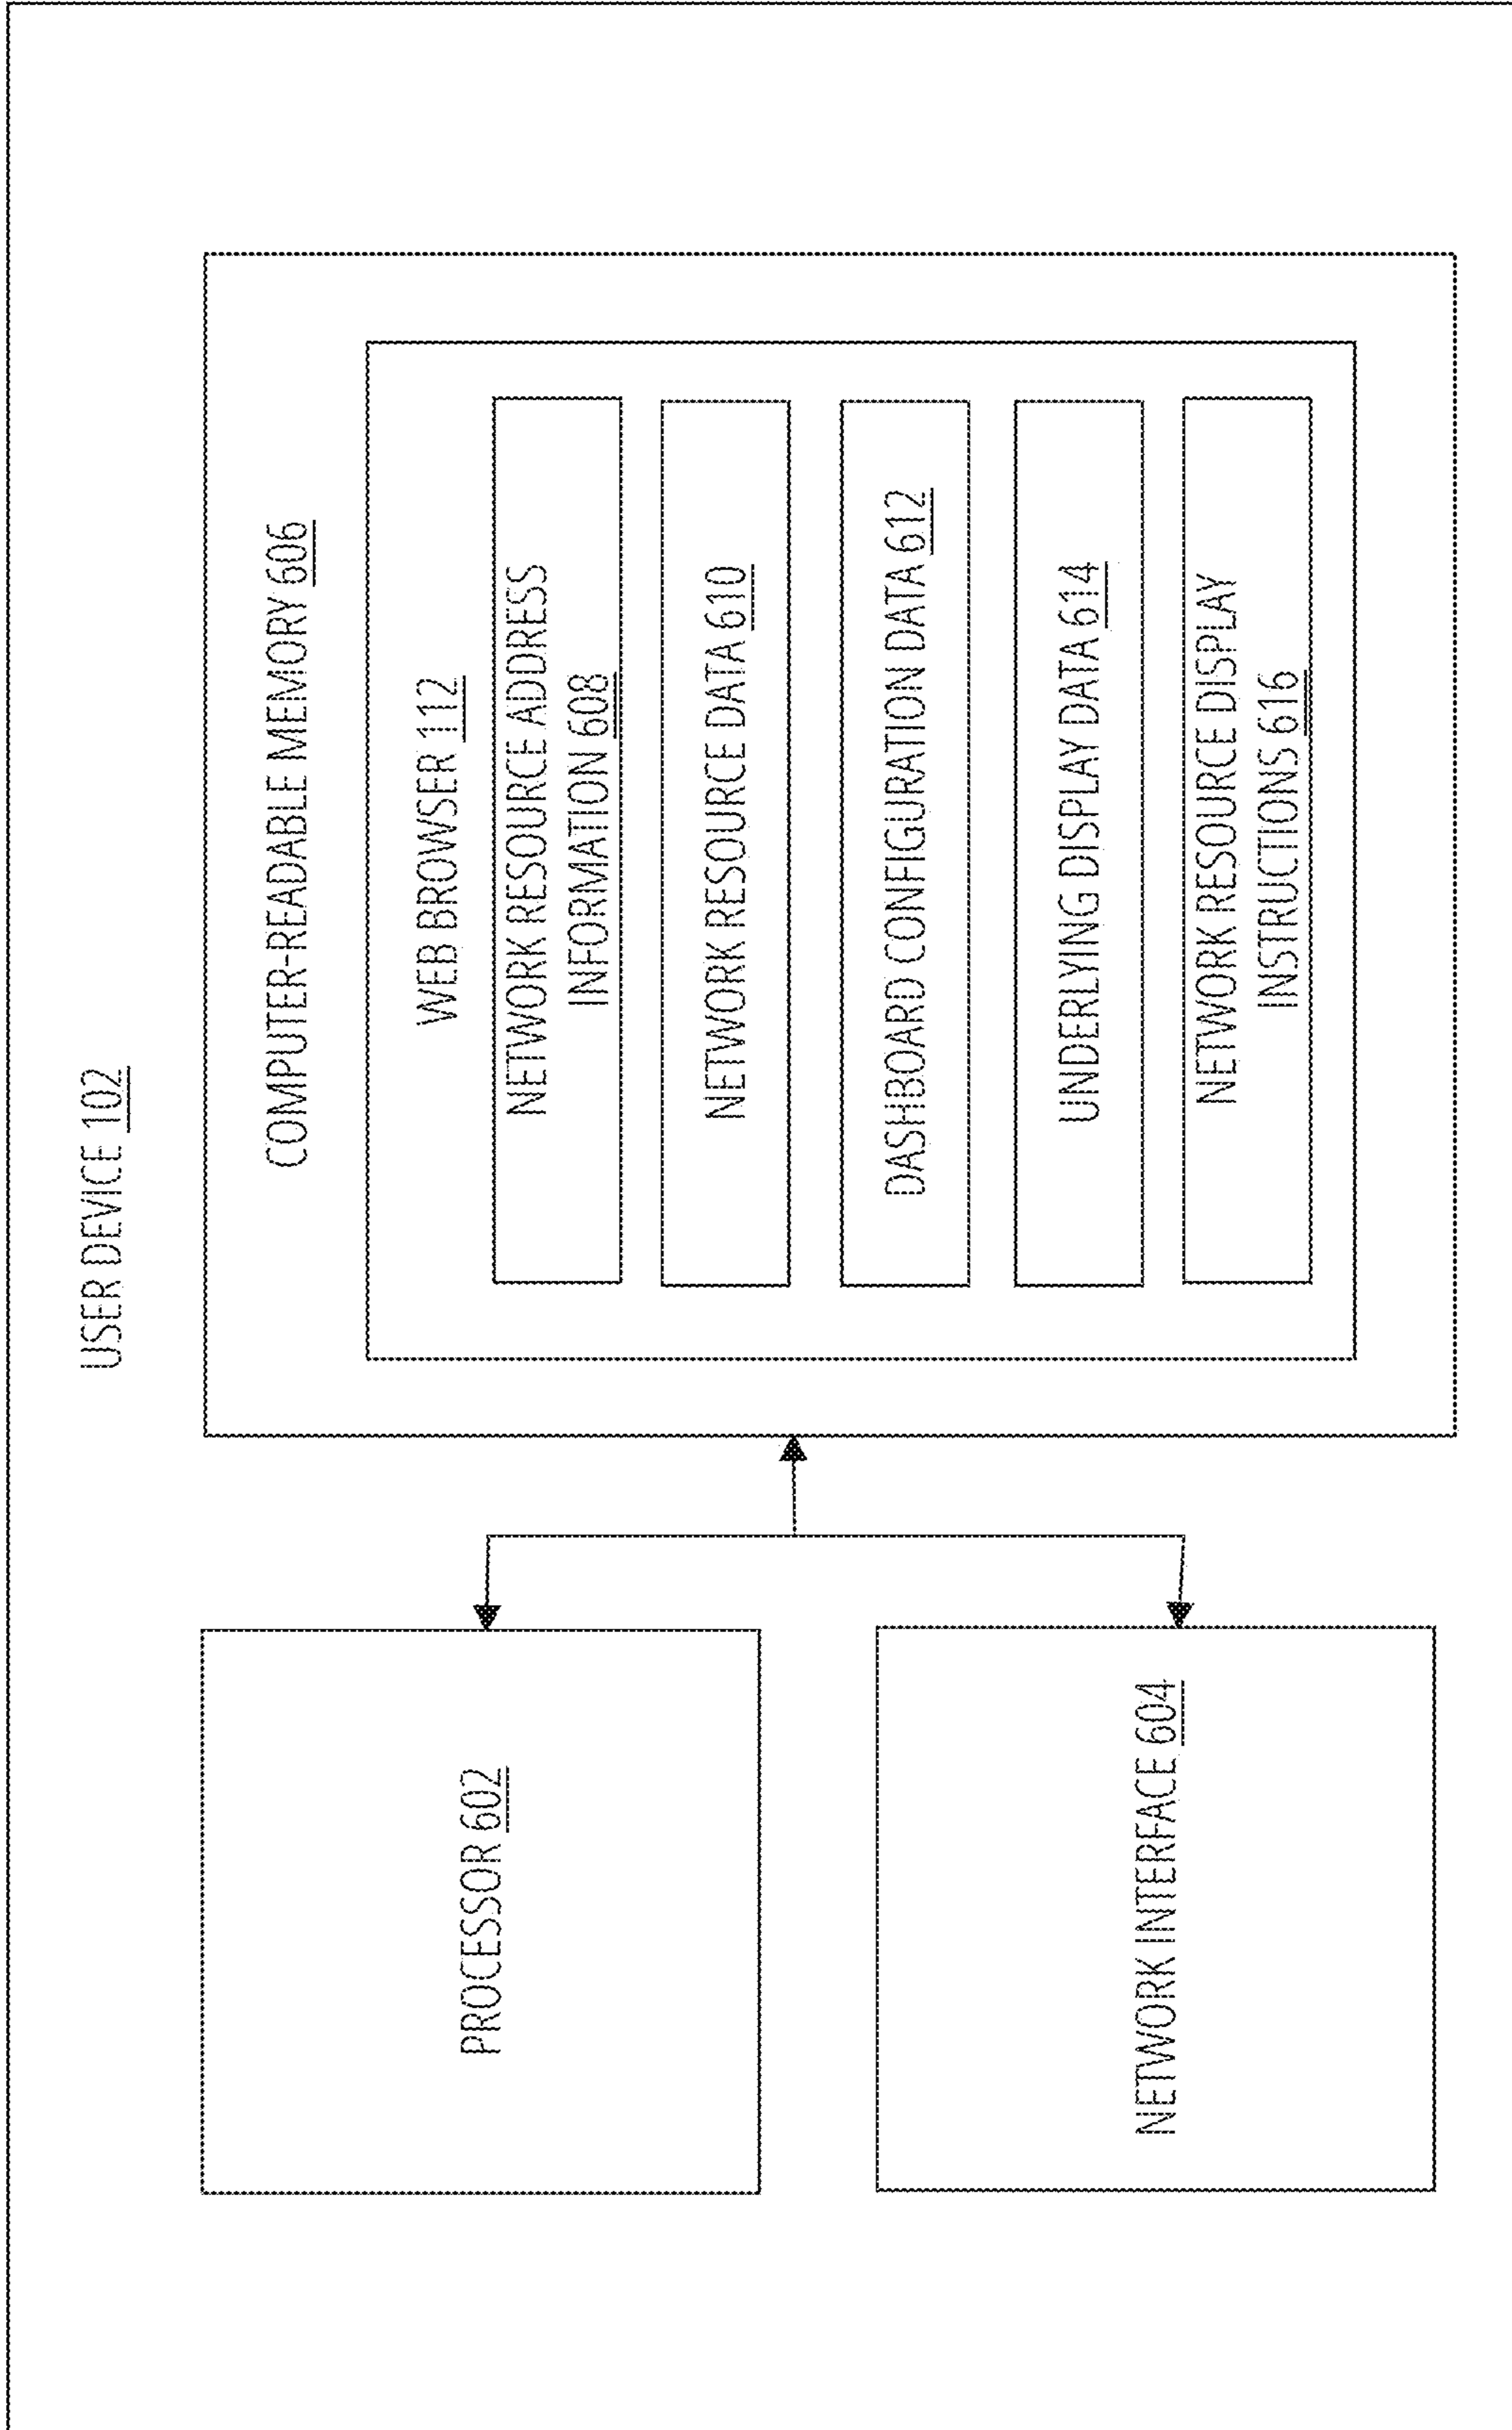 USER DEVICE 102
PROCESSOR 602
NETWORK INTERFACE 604
COMPUTER-READABLE MEMORY 606
WEB BROWSER 112
NETWORK RESOURCE ADDRESS
INFORMATION 608
NETWORK RESOURCE DATA 610
DASHBOARD CONFIGURATION DATA 612
UNDERLYING DISPLAY DATA 614
NETWORK RESOURCE DISPLAY
INSTRUCTIONS 616